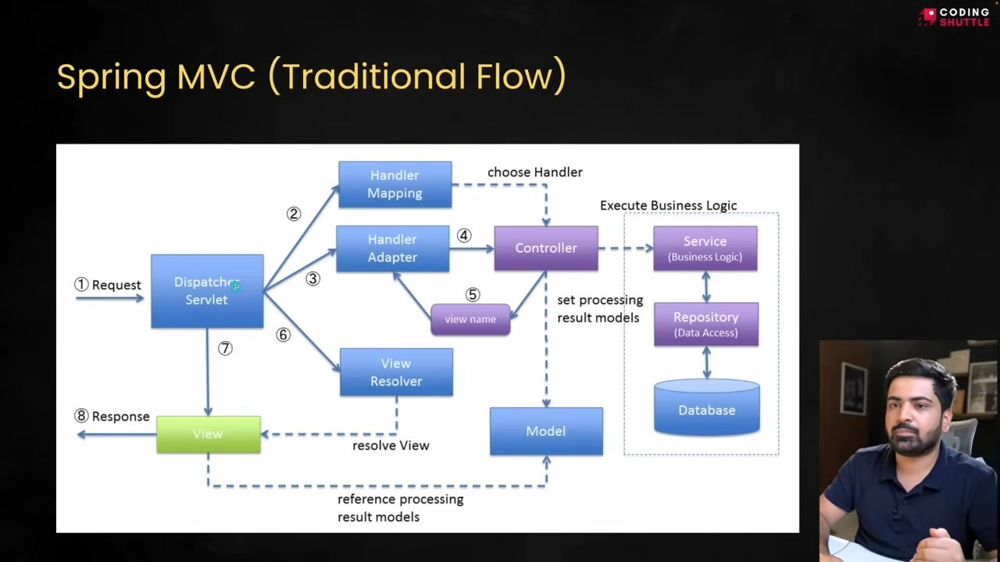 CODING
SHUTTLE
Spring MVC (Traditional Flow)
Handler
Mapping
choose Handler
②
Execute Business Logic
Handler
Adapter
④
Controller
Service
(Business Logic)
① Request
Dispatcher
Servlet
③
⑤
view name
set processing
result models
Repository
(Data Access)
⑥
⑦
View
Resolver
⑧ Response
View
resolve View
Model
Database
reference processing
result models